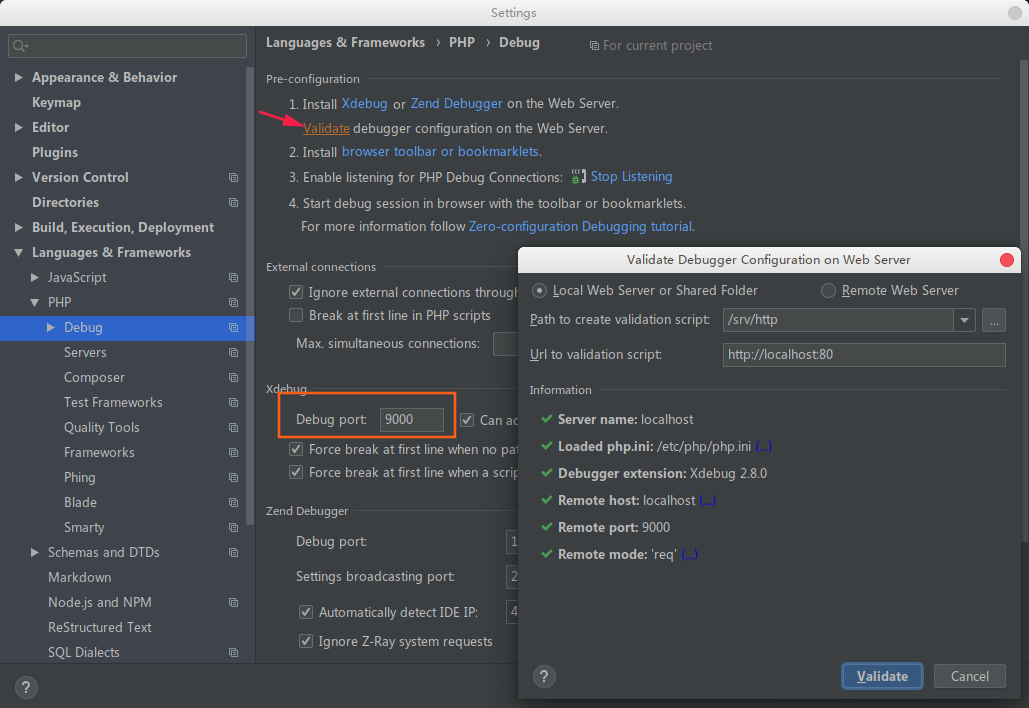 Settings
Languages & Frameworks › PHP › Debug
For current project
Appearance & Behavior
Keymap
Editor
Plugins
Version Control
Directories
Build, Execution, Deployment
Languages & Frameworks
JavaScript
PHP
Debug
Servers
Composer
Test Frameworks
Quality Tools
Frameworks
Phing
Blade
Smarty
Schemas and DTDs
Markdown
Node.js and NPM
ReStructured Text
SQL Dialects
?
Pre-configuration
1. Install Xdebug or Zend Debugger on the Web Server.
Validate debugger configuration on the Web Server.
2. Install browser toolbar or bookmarklets.
3. Enable listening for PHP Debug Connections: Stop Listening
4. Start debug session in browser with the toolbar or bookmarklets.
For more information follow Zero-configuration Debugging tutorial.
External connections
Ignore external connections through
Break at first line in PHP scripts
Max. simultaneous connections:
Xdebug
Debug port: 9000
Can ac
Force break at first line when no pat
Force break at first line when a scrip
Zend Debugger
Debug port: 1
Settings broadcasting port: 2
Automatically detect IDE IP: 4
Ignore Z-Ray system requests
Validate Debugger Configuration on Web Server
Local Web Server or Shared Folder
Remote Web Server
Path to create validation script: /srv/http ...
Url to validation script: http://localhost:80
Information
Server name: localhost
Loaded php.ini: /etc/php/php.ini (...)
Debugger extension: Xdebug 2.8.0
Remote host: localhost (...)
Remote port: 9000
Remote mode: 'req' (...)
?
Validate
Cancel